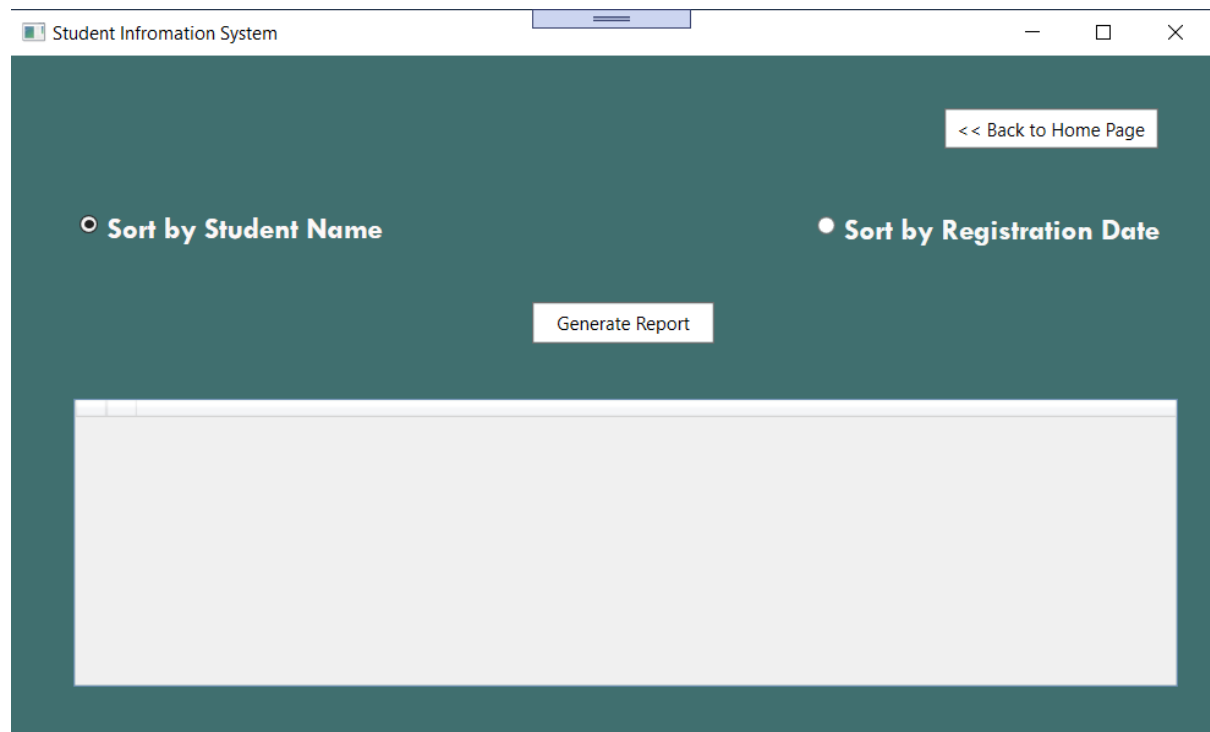 Student Infromation System
<< Back to Home Page
Sort by Student Name
Sort by Registration Date
Generate Report